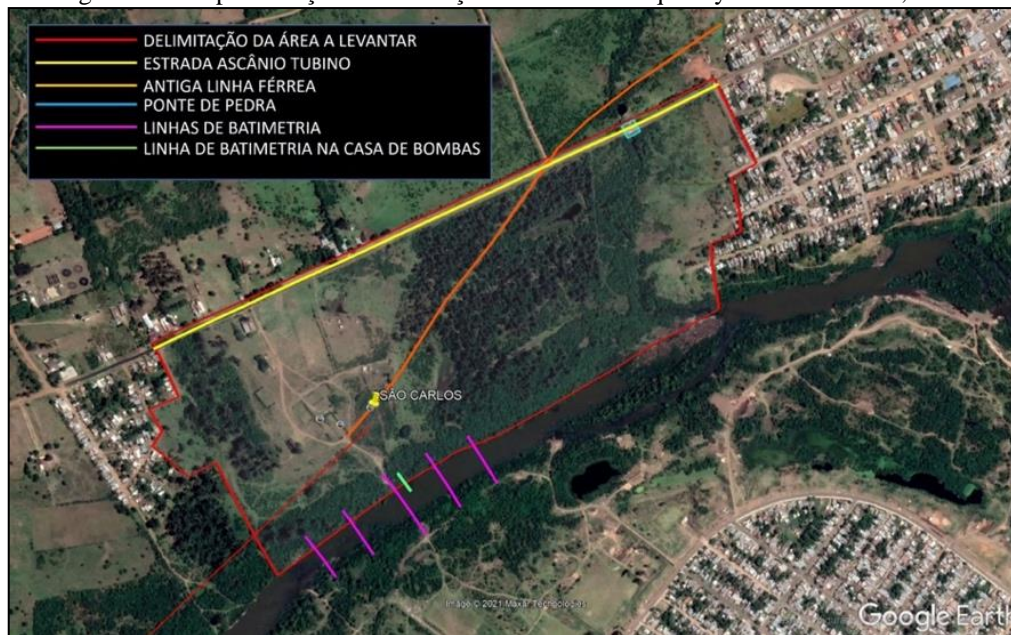 DELIMITAÇÃO DA ÁREA A LEVANTAR
ESTRADA ASCÂNIO TUBINO
ANTIGA LINHA FÉRREA
PONTE DE PEDRA
LINHAS DE BATIMETRIA
LINHA DE BATIMETRIA NA CASA DE BOMBAS
SÃO CARLOS
Image © 2021 Maxar Technologies
Google Earth